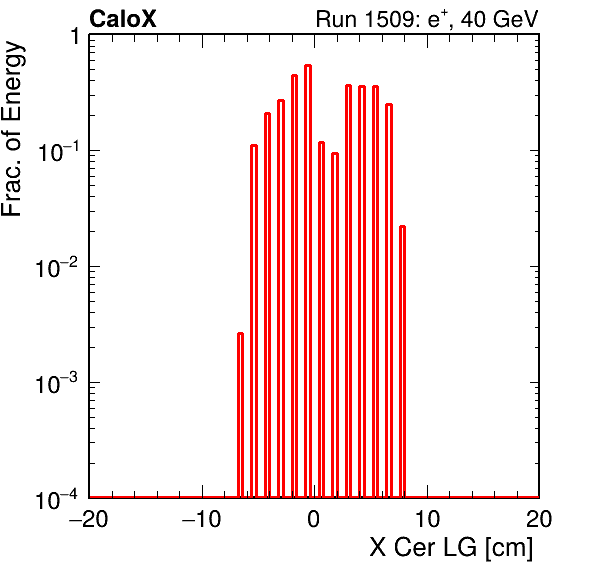 CaloX Run 1509: e⁺, 40 GeV
Frac. of Energy
1
10⁻¹
10⁻²
10⁻³
10⁻⁴
−20 −10 0 10 20
X Cer LG [cm]